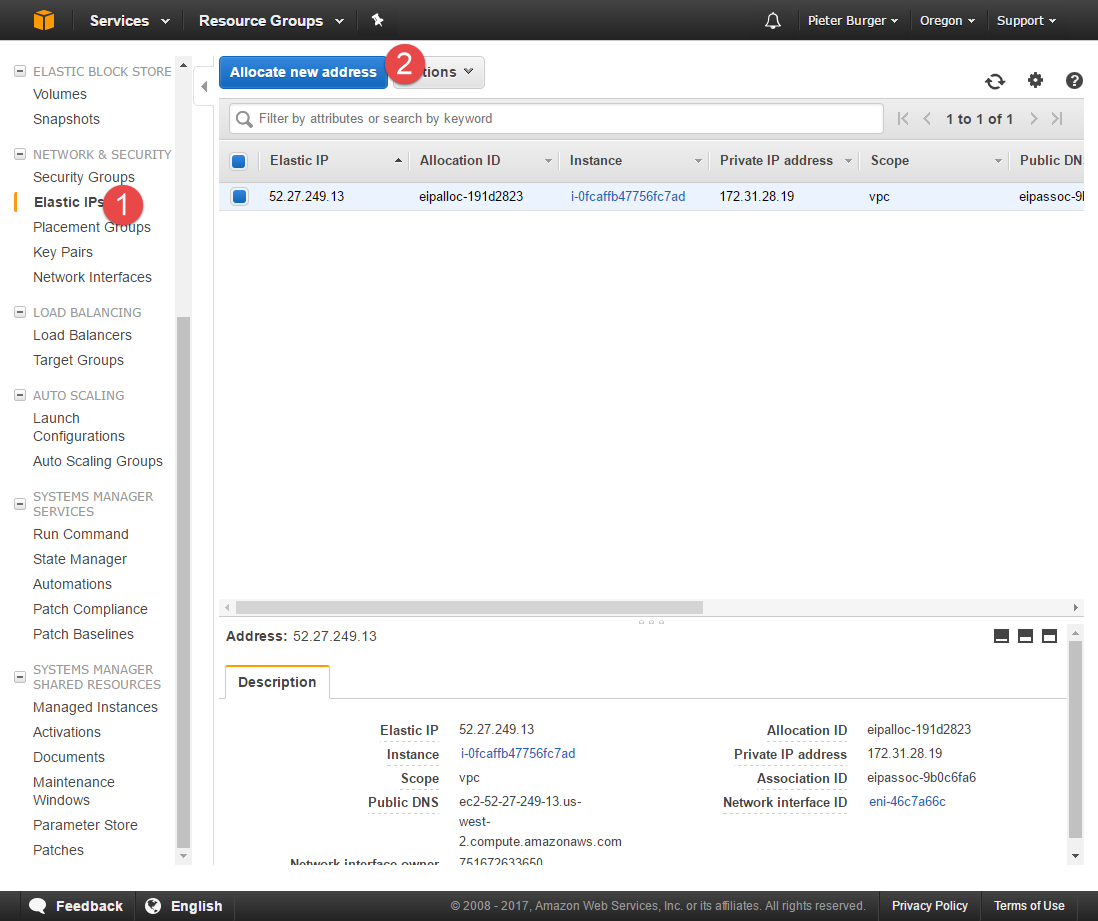 Services Resource Groups Pieter Burger Oregon Support
ELASTIC BLOCK STORE
Volumes
Snapshots
NETWORK & SECURITY
Security Groups
Elastic IPs
1
Placement Groups
Key Pairs
Network Interfaces
LOAD BALANCING
Load Balancers
Target Groups
AUTO SCALING
Launch
Configurations
Auto Scaling Groups
SYSTEMS MANAGER
SERVICES
Run Command
State Manager
Automations
Patch Compliance
Patch Baselines
SYSTEMS MANAGER
SHARED RESOURCES
Managed Instances
Activations
Documents
Maintenance
Windows
Parameter Store
Patches
Allocate new address 2 tions
Filter by attributes or search by keyword 1 to 1 of 1
Elastic IP Allocation ID Instance Private IP address Scope Public DN
52.27.249.13 eipalloc-191d2823 i-0fcaffb47756fc7ad 172.31.28.19 vpc eipassoc-9
Address: 52.27.249.13
Description
Elastic IP 52.27.249.13 Allocation ID eipalloc-191d2823
Instance i-0fcaffb47756fc7ad Private IP address 172.31.28.19
Scope vpc Association ID eipassoc-9b0c6fa6
Public DNS ec2-52-27-249-13.us- Network interface ID eni-46c7a66c
west-
2.compute.amazonaws.com
Network interface owner 751672633650
Feedback English © 2008 - 2017, Amazon Web Services, Inc. or its affiliates. All rights reserved. Privacy Policy Terms of Use